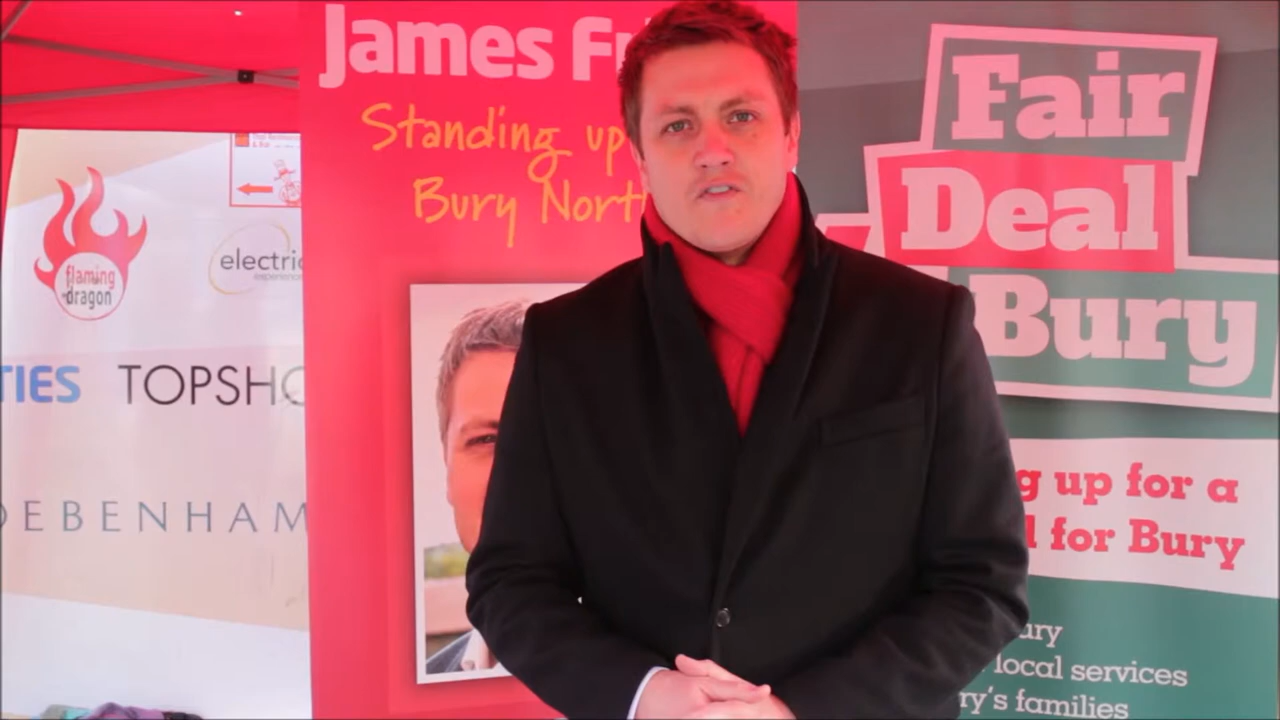 James Fr
Standing up
Bury Nort
Fair
Deal
Bury
g up for a
l for Bury
ury
local services
ry's families
flaming
dragon
electric
experience
TIES
TOPSHO
DEBENHAM